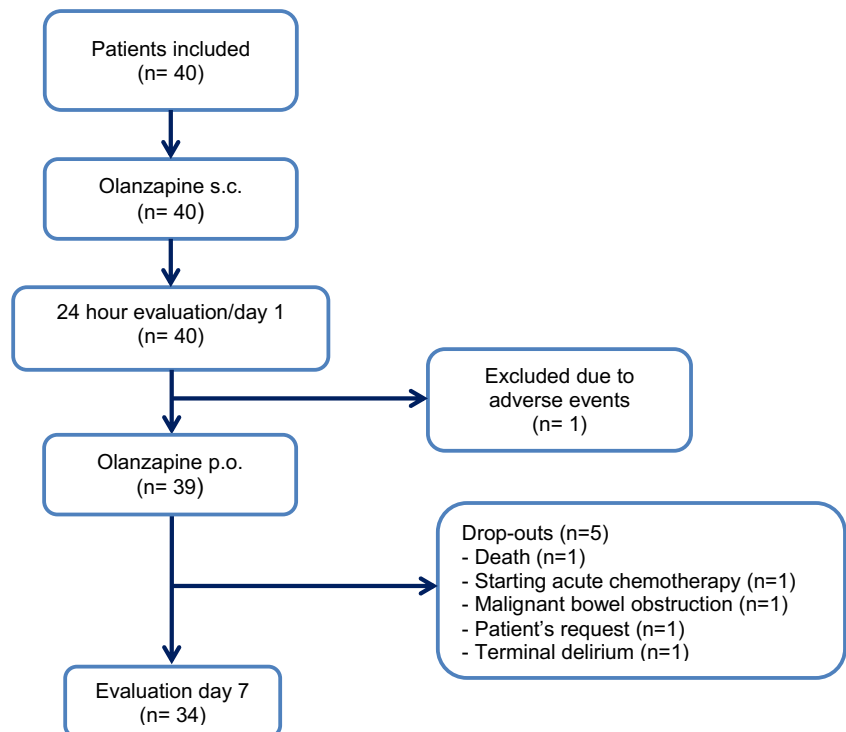 Patients included
(n= 40)
Olanzapine s.c.
(n= 40)
24 hour evaluation/day 1
(n= 40)
Excluded due to
adverse events
(n= 1)
Olanzapine p.o.
(n= 39)
Drop-outs (n=5)
- Death (n=1)
- Starting acute chemotherapy (n=1)
- Malignant bowel obstruction (n=1)
- Patient’s request (n=1)
- Terminal delirium (n=1)
Evaluation day 7
(n= 34)